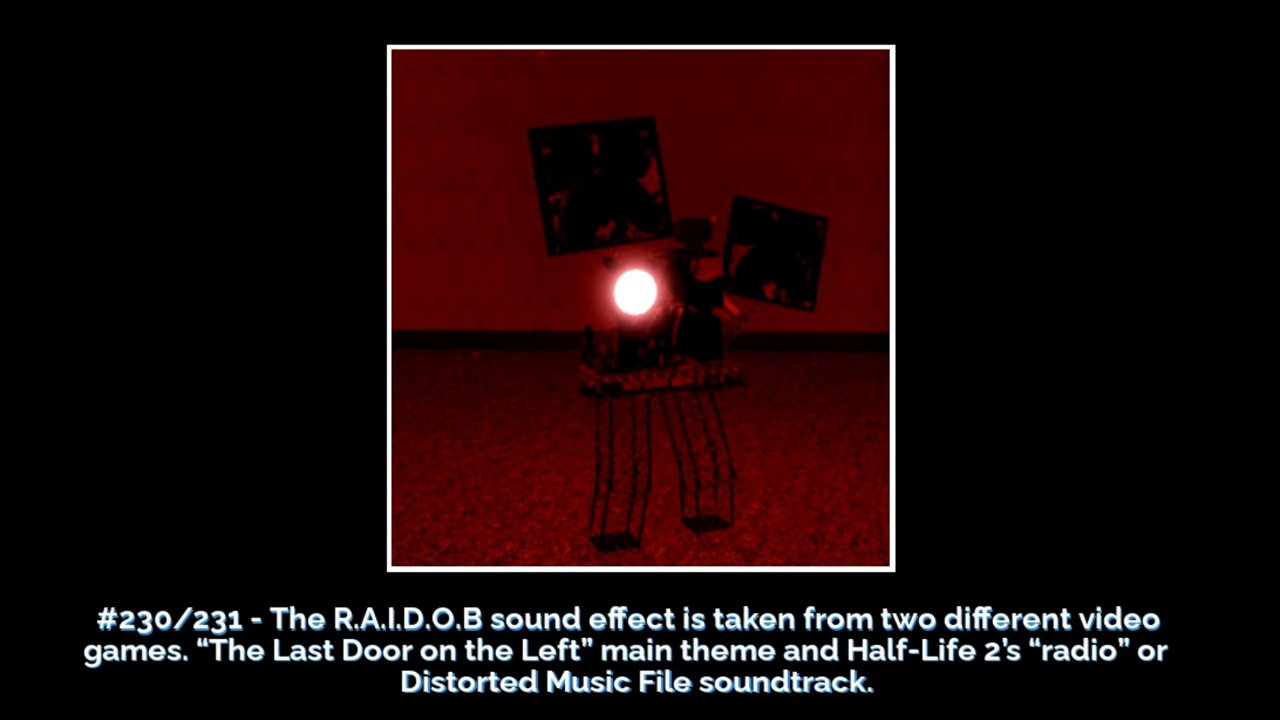 #230/231 - The R.A.I.D.O.B sound effect is taken from two different video
games. “The Last Door on the Left” main theme and Half-Life 2’s “radio” or
Distorted Music File soundtrack.